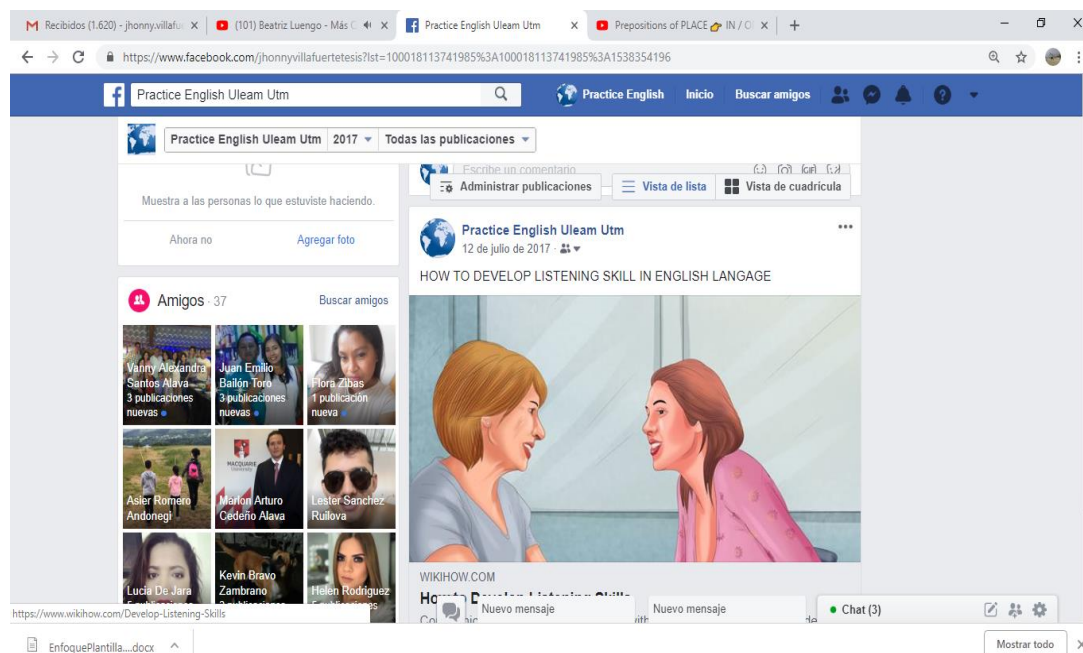 Recibidos (1.620) - jhonny.villafu
(101) Beatriz Luengo - Más
Practice English Uleam Utm
Prepositions of PLACE 👉 IN / O
https://www.facebook.com/jhonnyvillafuertetesis?lst=100018113741985%3A100018113741985%3A1538354196
Practice English Uleam Utm
Practice English Inicio Buscar amigos
Practice English Uleam Utm 2017 Todas las publicaciones
Escribe un comentario
Administrar publicaciones Vista de lista Vista de cuadrícula
Muestra a las personas lo que estuviste haciendo.
Ahora no Agregar foto
Amigos · 37 Buscar amigos
Vanny Alexandra Santos Alava
3 publicaciones nuevas
Juan Emilio Bailón Toro
3 publicaciones nuevas
Flora Zibas
1 publicación nueva
MACQUARIE
Asier Romero Andonegi
Marlon Arturo Cedeño Alava
Lester Sanchez Ruilova
Lucia De Jara
Kevin Bravo Zambrano
Helen Rodriguez
Practice English Uleam Utm
12 de julio de 2017
HOW TO DEVELOP LISTENING SKILL IN ENGLISH LANGAGE
WIKIHOW.COM
Nuevo mensaje
Nuevo mensaje
Chat (3)
https://www.wikihow.com/Develop-Listening-Skills
EnfoquePlantilla....docx
Mostrar todo